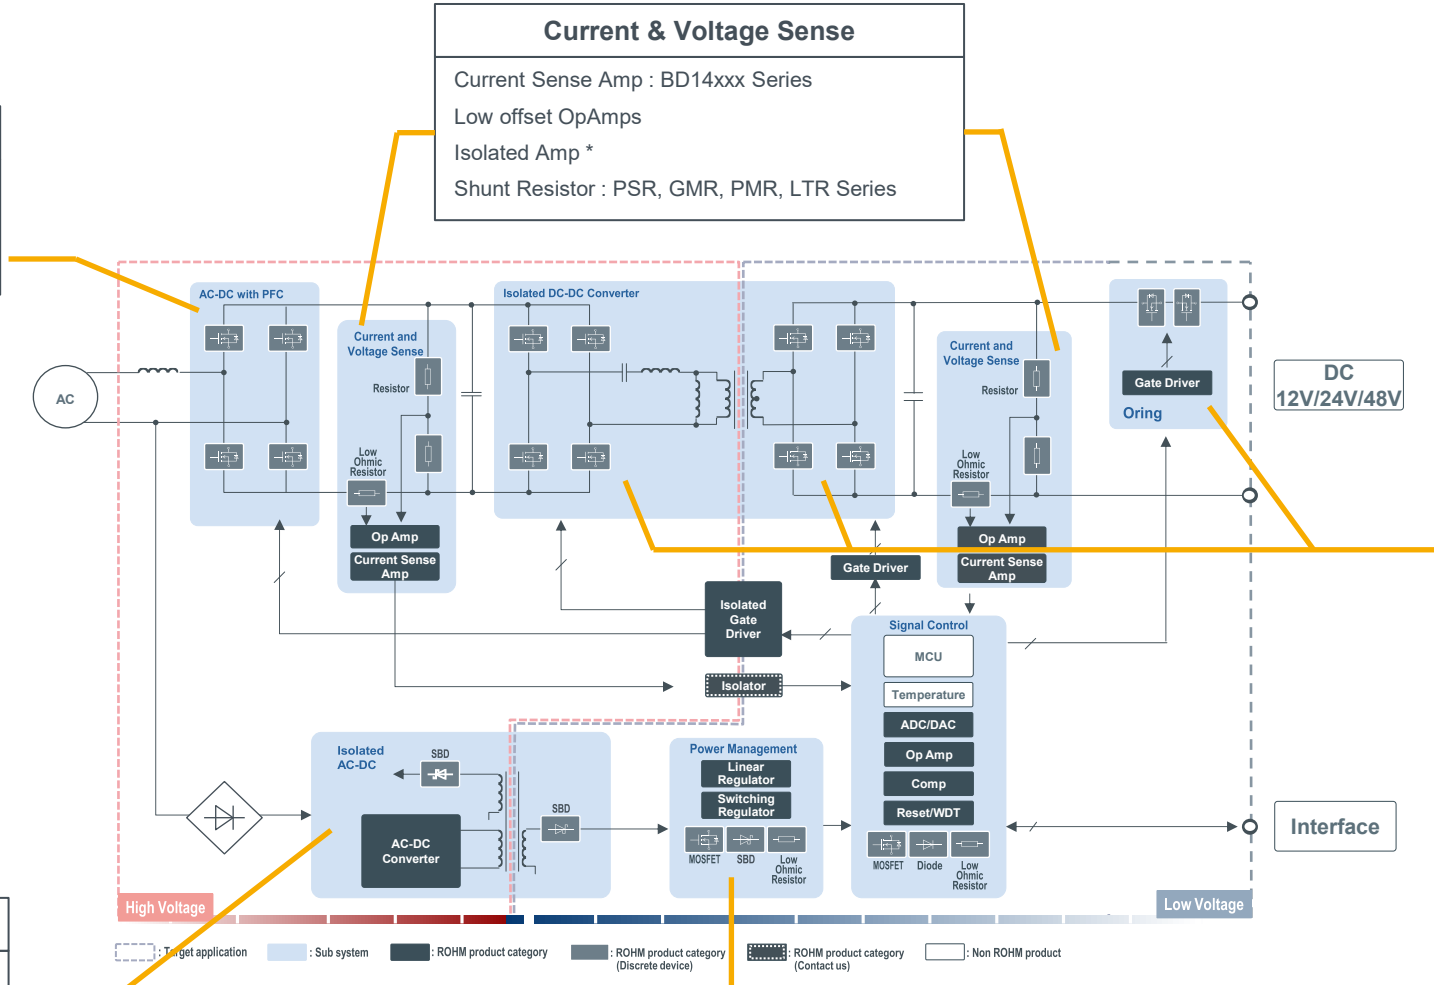 Current & Voltage Sense
Current Sense Amp : BD14xxx Series
Low offset OpAmps
Isolated Amp *
Shunt Resistor : PSR, GMR, PMR, LTR Series
AC-DC with PFC
Isolated DC-DC Converter
Current and
Voltage Sense
Resistor
Low
Ohmic
Resistor
Op Amp
Current Sense
Amp
AC
Current and
Voltage Sense
Resistor
Low
Ohmic
Resistor
Op Amp
Current Sense
Amp
Gate Driver
Oring
DC
12V/24V/48V
Gate Driver
Isolated
Gate
Driver
Isolator
Signal Control
MCU
Temperature
ADC/DAC
Op Amp
Comp
Reset/WDT
MOSFET
Diode
Low
Ohmic
Resistor
Isolated
AC-DC
SBD
SBD
AC-DC
Converter
Power Management
Linear
Regulator
Switching
Regulator
MOSFET
SBD
Low
Ohmic
Resistor
Interface
High Voltage
Low Voltage
: Target application
: Sub system
: ROHM product category
: ROHM product category
(Discrete device)
: ROHM product category
(Contact us)
: Non ROHM product